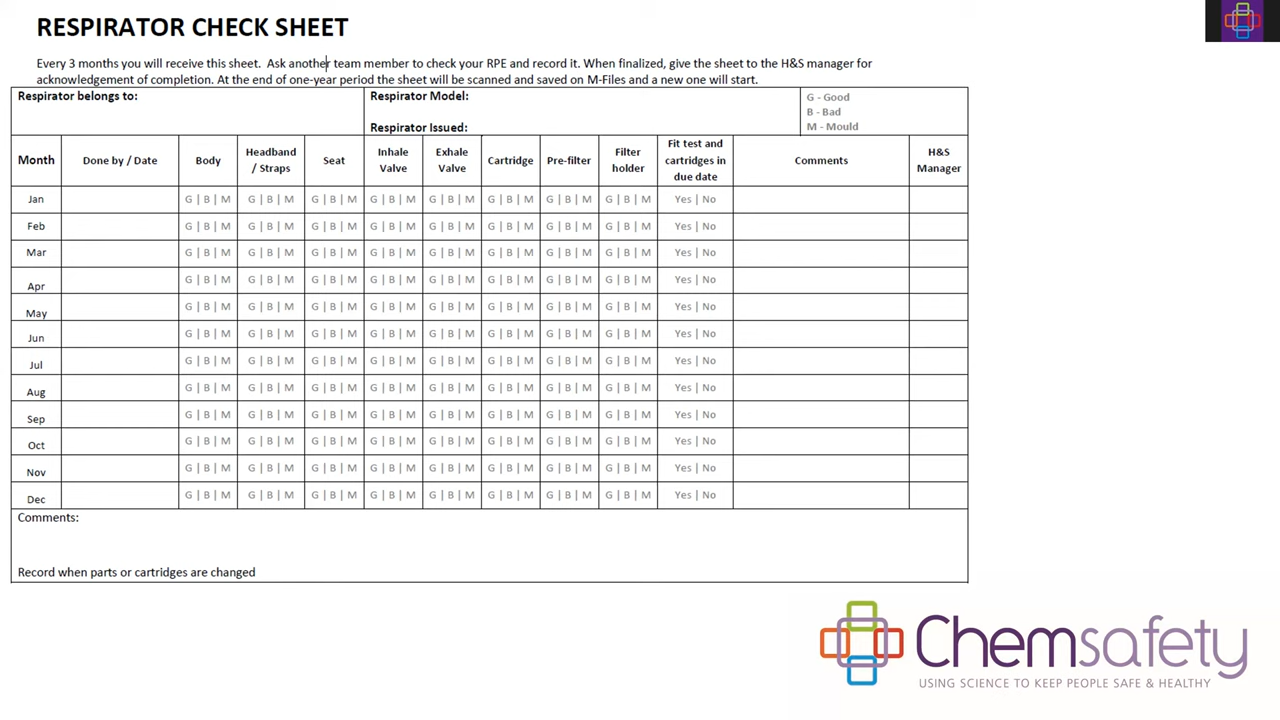 RESPIRATOR CHECK SHEET
Every 3 months you will receive this sheet. Ask another team member to check your RPE and record it. When finalized, give the sheet to the H&S manager for
acknowledgement of completion. At the end of one-year period the sheet will be scanned and saved on M-Files and a new one will start.
Respirator belongs to:
Respirator Model:
Respirator Issued:
G - Good
B - Bad
M - Mould
Month Done by / Date Body Headband / Straps Seat Inhale Valve Exhale Valve Cartridge Pre-filter Filter holder Fit test and cartridges in due date Comments H&S Manager
Jan G | B | M G | B | M G | B | M G | B | M G | B | M G | B | M G | B | M G | B | M Yes | No
Feb G | B | M G | B | M G | B | M G | B | M G | B | M G | B | M G | B | M G | B | M Yes | No
Mar G | B | M G | B | M G | B | M G | B | M G | B | M G | B | M G | B | M G | B | M Yes | No
Apr G | B | M G | B | M G | B | M G | B | M G | B | M G | B | M G | B | M G | B | M Yes | No
May G | B | M G | B | M G | B | M G | B | M G | B | M G | B | M G | B | M G | B | M Yes | No
Jun G | B | M G | B | M G | B | M G | B | M G | B | M G | B | M G | B | M G | B | M Yes | No
Jul G | B | M G | B | M G | B | M G | B | M G | B | M G | B | M G | B | M G | B | M Yes | No
Aug G | B | M G | B | M G | B | M G | B | M G | B | M G | B | M G | B | M G | B | M Yes | No
Sep G | B | M G | B | M G | B | M G | B | M G | B | M G | B | M G | B | M G | B | M Yes | No
Oct G | B | M G | B | M G | B | M G | B | M G | B | M G | B | M G | B | M G | B | M Yes | No
Nov G | B | M G | B | M G | B | M G | B | M G | B | M G | B | M G | B | M G | B | M Yes | No
Dec G | B | M G | B | M G | B | M G | B | M G | B | M G | B | M G | B | M G | B | M Yes | No
Comments:
Record when parts or cartridges are changed
Chemsafety
USING SCIENCE TO KEEP PEOPLE SAFE & HEALTHY